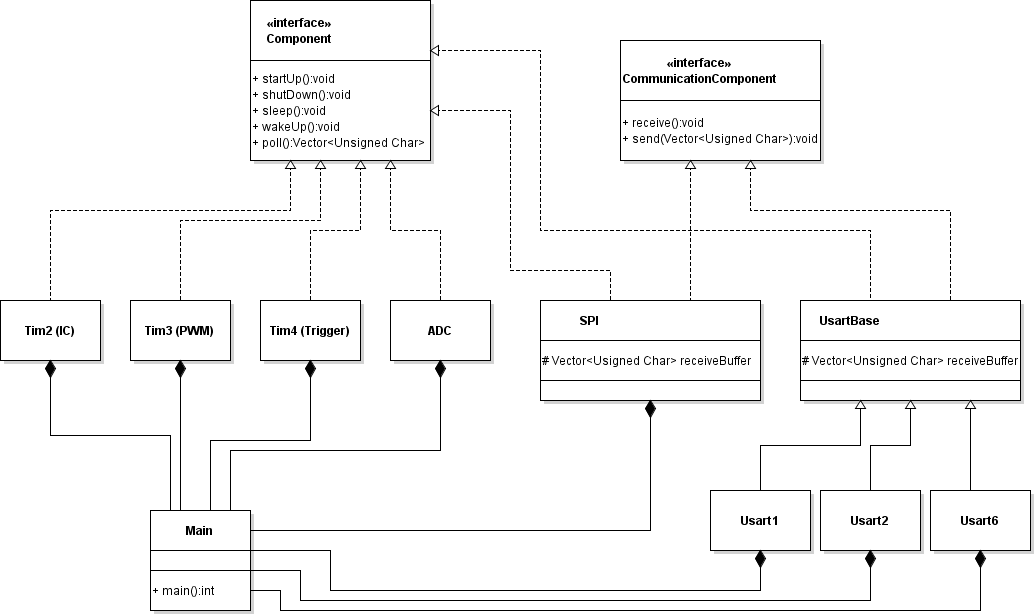 «interface»
Component
+ startUp():void
+ shutDown():void
+ sleep():void
+ wakeUp():void
+ poll():Vector<Unsigned Char>
«interface»
CommunicationComponent
+ receive():void
+ send(Vector<Usigned Char>):void
Tim2 (IC)
Tim3 (PWM)
Tim4 (Trigger)
ADC
SPI
# Vector<Usigned Char> receiveBuffer
UsartBase
# Vector<Unsigned Char> receiveBuffer
Main
+ main():int
Usart1
Usart2
Usart6